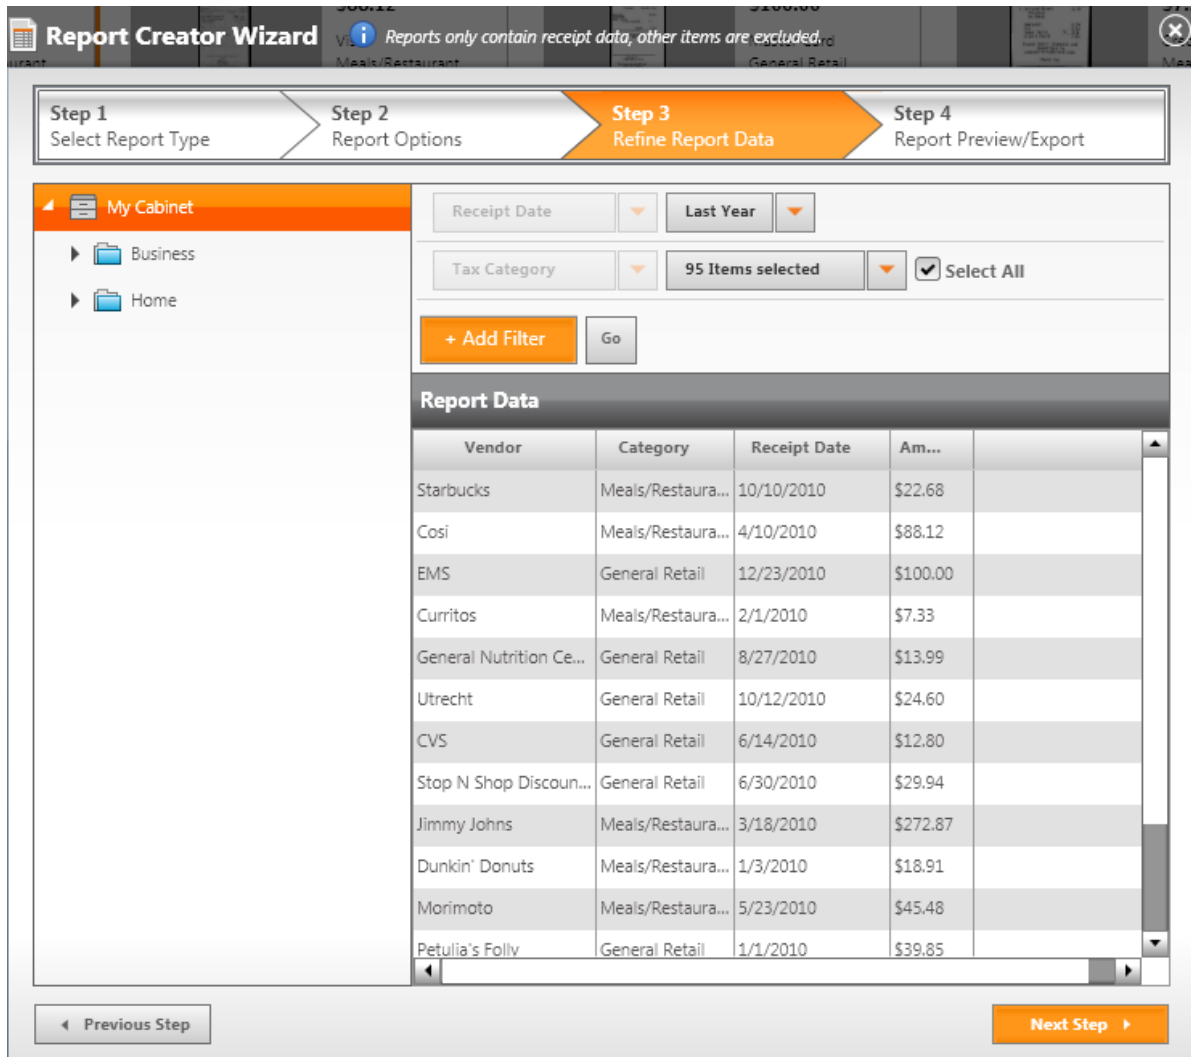 $88.12
$100.00
Report Creator Wizard
Reports only contain receipt data, other items are excluded.
Meals/Restaurant
General Retail
Step 1
Select Report Type
Step 2
Report Options
Step 3
Refine Report Data
Step 4
Report Preview/Export
My Cabinet
Business
Home
Receipt Date
Last Year
Tax Category
95 Items selected
Select All
+ Add Filter
Go
Report Data
Vendor Category Receipt Date Am...
Starbucks Meals/Restaura... 10/10/2010 $22.68
Cosi Meals/Restaura... 4/10/2010 $88.12
EMS General Retail 12/23/2010 $100.00
Curritos Meals/Restaura... 2/1/2010 $7.33
General Nutrition Ce... General Retail 8/27/2010 $13.99
Utrecht General Retail 10/12/2010 $24.60
CVS General Retail 6/14/2010 $12.80
Stop N Shop Discoun... General Retail 6/30/2010 $29.94
Jimmy Johns Meals/Restaura... 3/18/2010 $272.87
Dunkin' Donuts Meals/Restaura... 1/3/2010 $18.91
Morimoto Meals/Restaura... 5/23/2010 $45.48
Petulia's Folly General Retail 1/1/2010 $39.85
Previous Step
Next Step